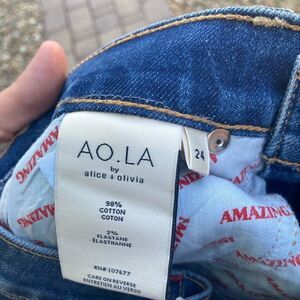 AO.LA
by
alice + olivia
24
98%
COTTON
COTON
2%
ELASTANE
ELASTHANNE
RN# 107677
CARE ON REVERSE
ENTRETIEN AU VERSO
AMAZING
AMAZING
AMAZING
AMAZING